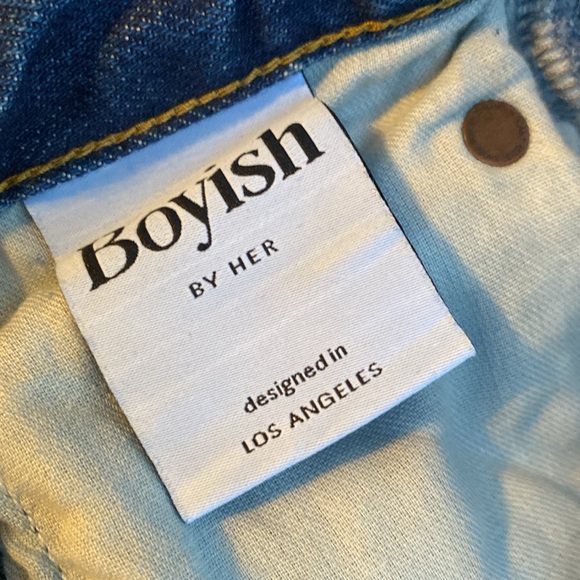 Boyish
BY HER
designed in
LOS ANGELES